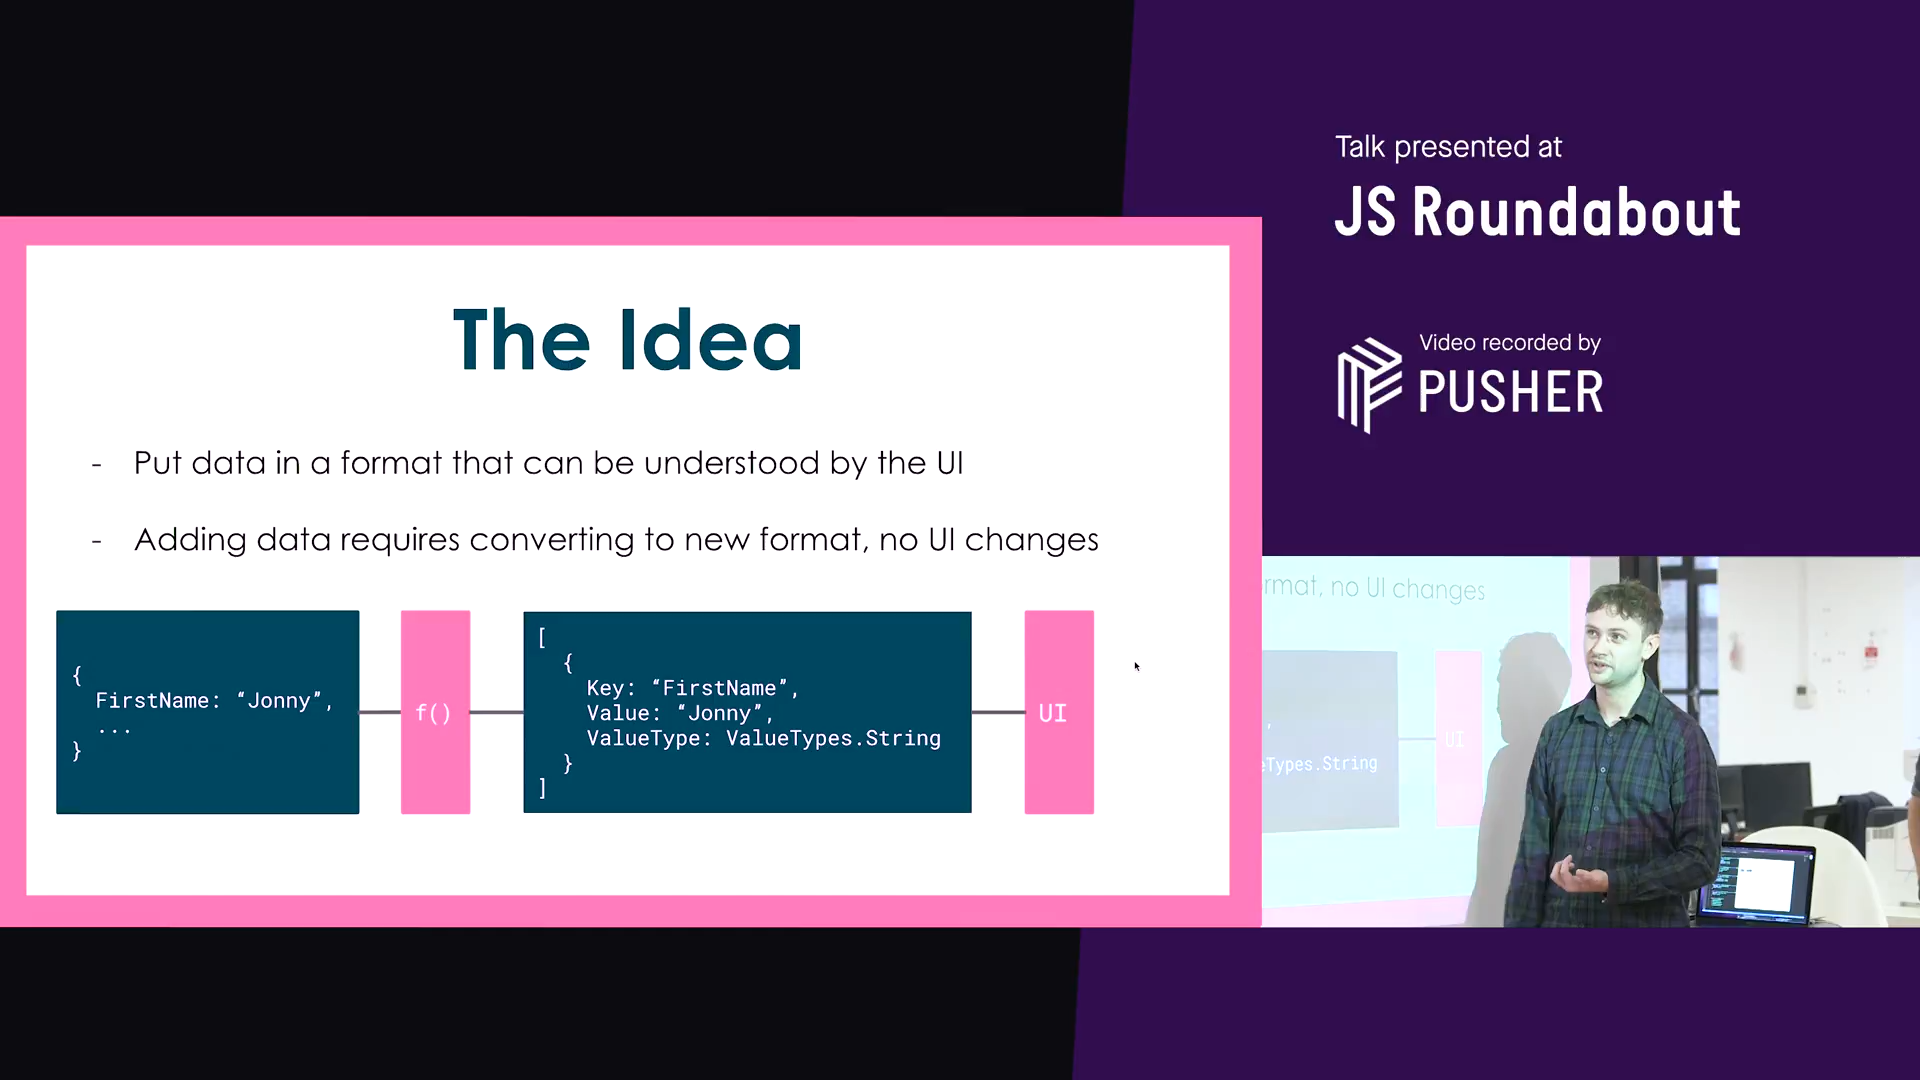 Talk presented at
JS Roundabout
Video recorded by
PUSHER
The Idea
- Put data in a format that can be understood by the UI
- Adding data requires converting to new format, no UI changes
{
FirstName: “Jonny”,
...
}
f()
[
{
Key: “FirstName”,
Value: “Jonny”,
ValueType: ValueTypes.String
}
]
UI
rmat, no UI changes
,
eTypes.String
UI